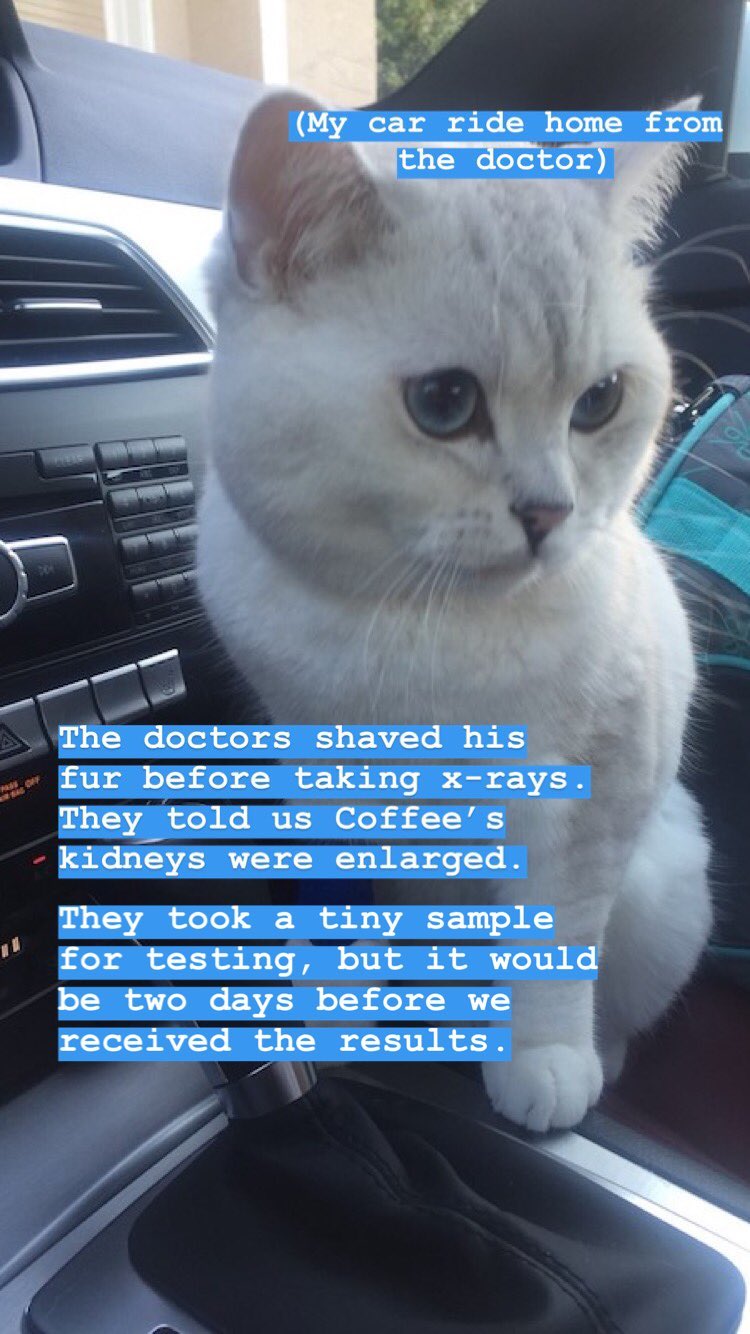 (My car ride home from
the doctor)
The doctors shaved his
fur before taking x-rays.
They told us Coffee’s
kidneys were enlarged.
They took a tiny sample
for testing, but it would
be two days before we
received the results.